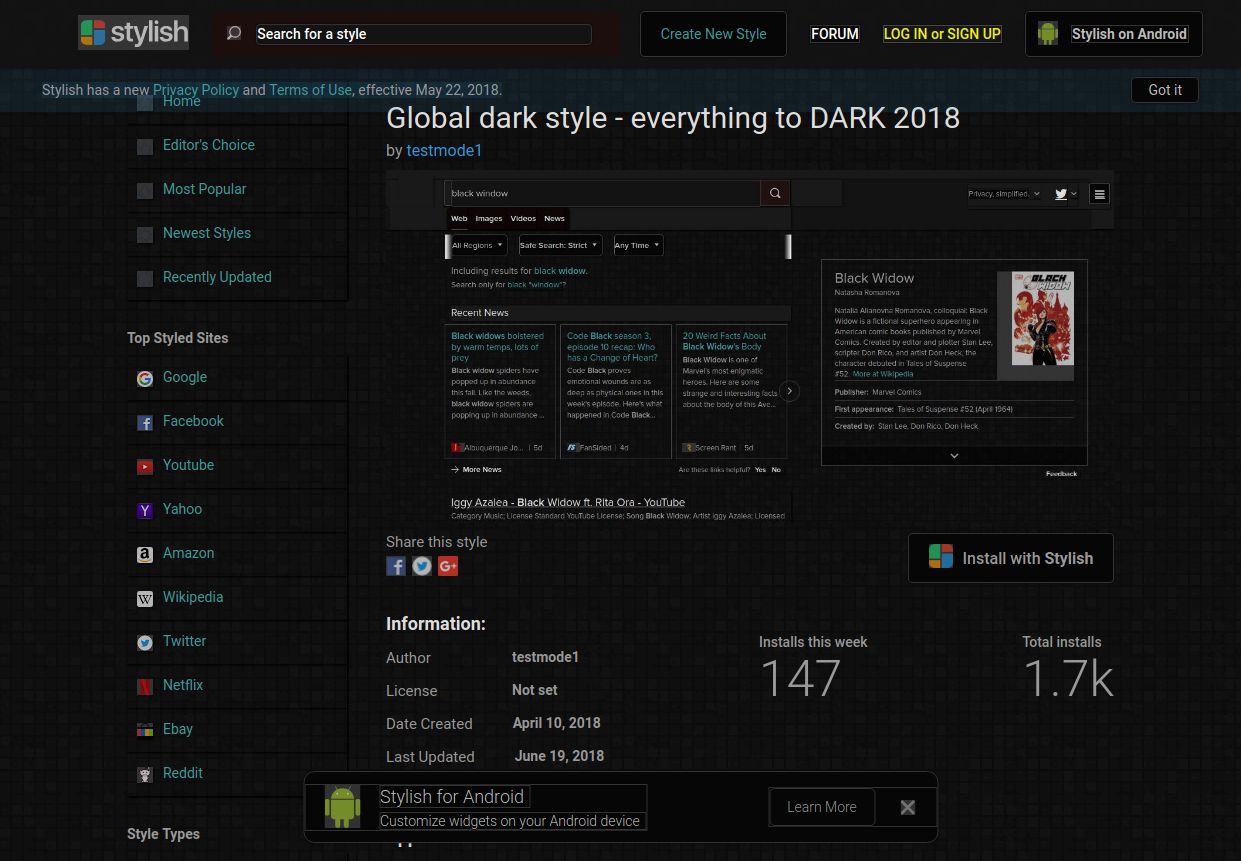 stylish
Search for a style
Create New Style
FORUM
LOG IN or SIGN UP
Stylish on Android
Stylish has a new Privacy Policy and Terms of Use, effective May 22, 2018.
Got it
Home
Editor's Choice
Most Popular
Newest Styles
Recently Updated
Top Styled Sites
Google
Facebook
Youtube
Yahoo
Amazon
Wikipedia
Twitter
Netflix
Ebay
Reddit
Style Types
Global dark style - everything to DARK 2018
by testmode1
black window
Privacy, simplified.
Web Images Videos News
All Regions Safe Search: Strict Any Time
Including results for black widow.
Search only for black "window"?
Recent News
Black widows bolstered
by warm temps, lots of
prey
Black widow spiders have
popped up in abundance
this fall. Like the weeds,
black widow spiders are
popping up in abundance ...
Albuquerque Jo... | 5d
Code Black season 3,
episode 10 recap: Who
has a Change of Heart?
Code Black proves
emotional wounds are as
deep as physical ones in this
week's episode. Here's what
happened in Code Black...
FS FanSided | 4d
20 Weird Facts About
Black Widow's Body
Black Widow is one of
Marvel's most enigmatic
heroes. Here are some
strange and interesting facts
about the body of this Ave...
Screen Rant | 5d
More News
Are these links helpful? Yes No
Iggy Azalea - Black Widow ft. Rita Ora - YouTube
Category Music; License Standard YouTube License; Song Black Widow; Artist Iggy Azalea; Licensed
Black Widow
Natasha Romanova
Natalia Alianovna Romanova, colloquial: Black
Widow is a fictional superhero appearing in
American comic books published by Marvel
Comics. Created by editor and plotter Stan Lee,
scripter Don Rico, and artist Don Heck, the
character debuted in Tales of Suspense
#52. More at Wikipedia
BLACK WIDOW
Publisher: Marvel Comics
First appearance: Tales of Suspense #52 (April 1964)
Created by: Stan Lee, Don Rico, Don Heck
Feedback
Share this style
Install with Stylish
Information:
Author testmode1
License Not set
Date Created April 10, 2018
Last Updated June 19, 2018
Installs this week
147
Total installs
1.7k
Stylish for Android
Customize widgets on your Android device
Learn More